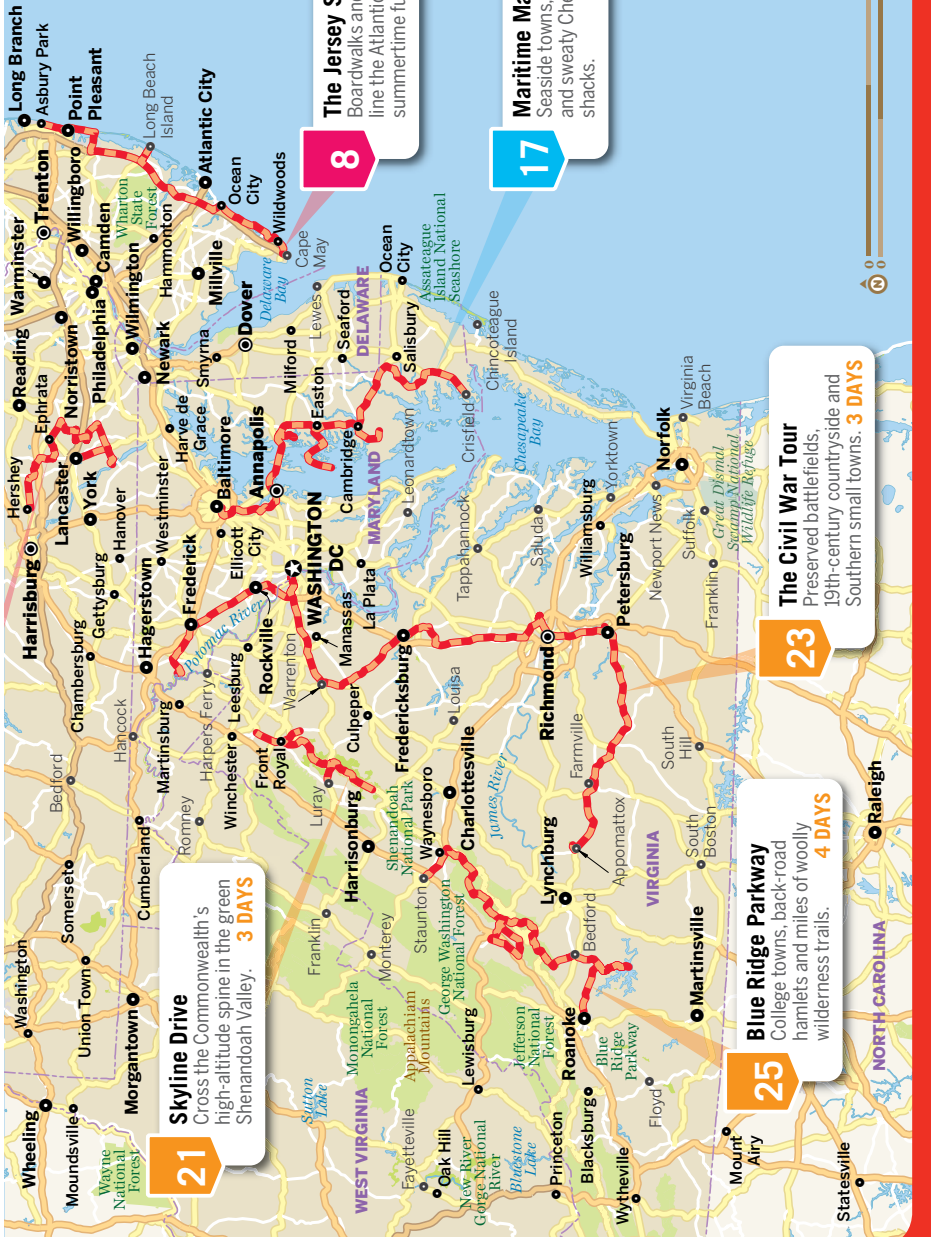 Wheeling
Washington
Moundsville
Somerset
Union Town
Bedford
Harrisburg
Hershey
Ephrata
Reading
Warminster
Trenton
Long Branch
Asbury Park
Point
Pleasant
Lancaster
Norristown
Willingboro
Philadelphia
Camden
York
Wharton
State
Forest
Long Beach
Island
Wayne
National
Forest
Morgantown
Cumberland
Chambersburg
Gettysburg
Hanover
Wilmington
Hammonton
Hancock
Hagerstown
Westminster
Newark
Harve de
Grace
Millville
Atlantic City
Martinsburg
Frederick
Baltimore
Smyrna
Ocean
City
Romney
Harpers Ferry
Potomac River
Ellicott
City
Annapolis
Dover
Delaware
Bay
Wildwoods
Cape
May
Winchester
Leesburg
Rockville
WASHINGTON
DC
Milford
Lewes
21
Skyline Drive
Cross the Commonwealth's
high-altitude spine in the green
Shenandoah Valley.
3 DAYS
8
The Jersey S
Boardwalks and
line the Atlantic
summertime fu
Front
Royal
Warrenton
Manassas
Easton
Seaford
DELAWARE
Sutton
Lake
Franklin
Luray
Culpeper
La Plata
Cambridge
MARYLAND
Salisbury
Ocean
City
Harrisonburg
Monongahela
National
Forest
Monterey
Shenandoah
National Park
Fredericksburg
Leonardtown
Assateague
Island National
Seashore
WEST VIRGINIA
Appalachian
Mountains
Staunton
Waynesboro
Charlottesville
Louisa
Crisfield
Chincoteague
Island
Fayetteville
Oak Hill
George Washington
National Forest
Tappahannock
Chesapeake
Bay
17
Maritime Ma
Seaside towns,
and sweaty Che
shacks.
New River
Gorge National
River
Lewisburg
James River
Saluda
Bluestone
Lake
Jefferson
National
Forest
Lynchburg
Richmond
Williamsburg
Yorktown
Princeton
Roanoke
Bedford
Appomattox
Farmville
Petersburg
Newport News
Norfolk
Virginia
Beach
Blacksburg
Blue
Ridge
Parkway
VIRGINIA
Suffolk
Wytheville
Floyd
South
Hill
Franklin
Great Dismal
Swamp National
Wildlife Refuge
Martinsville
South
Boston
Mount
Airy
25
Blue Ridge Parkway
College towns, back-road
hamlets and miles of woolly
wilderness trails.
4 DAYS
23
The Civil War Tour
Preserved battlefields,
19th-century countryside and
Southern small towns. 3 DAYS
Statesville
NORTH CAROLINA
Raleigh
N
0
0